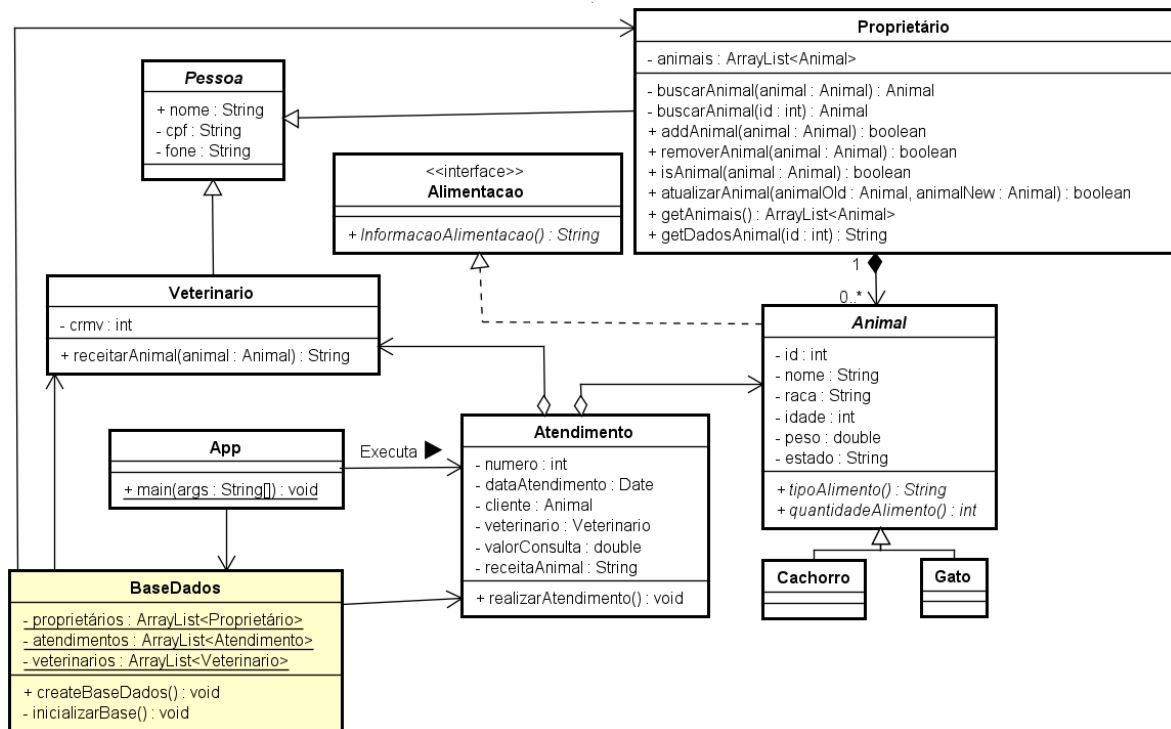 Proprietário
- animais : ArrayList<Animal>
- buscarAnimal(animal : Animal) : Animal
- buscarAnimal(id : int) : Animal
+ addAnimal(animal : Animal) : boolean
+ removerAnimal(animal : Animal) : boolean
+ isAnimal(animal : Animal) : boolean
+ atualizarAnimal(animalOld : Animal, animalNew : Animal) : boolean
+ getAnimais() : ArrayList<Animal>
+ getDadosAnimal(id : int) : String
Pessoa
+ nome : String
- cpf : String
- fone : String
<<interface>>
Alimentacao
+ InformacaoAlimentacao() : String
1
0..*
Veterinario
- crmv : int
+ receitarAnimal(animal : Animal) : String
Animal
- id : int
- nome : String
- raca : String
- idade : int
- peso : double
- estado : String
+ tipoAlimento() : String
+ quantidadeAlimento() : int
App
+ main(args : String[]) : void
Executa
Atendimento
- numero : int
- dataAtendimento : Date
- cliente : Animal
- veterinario : Veterinario
- valorConsulta : double
- receitaAnimal : String
+ realizarAtendimento() : void
Cachorro
Gato
BaseDados
- proprietários : ArrayList<Proprietário>
- atendimentos : ArrayList<Atendimento>
- veterinarios : ArrayList<Veterinario>
+ createBaseDados() : void
- inicializarBase() : void